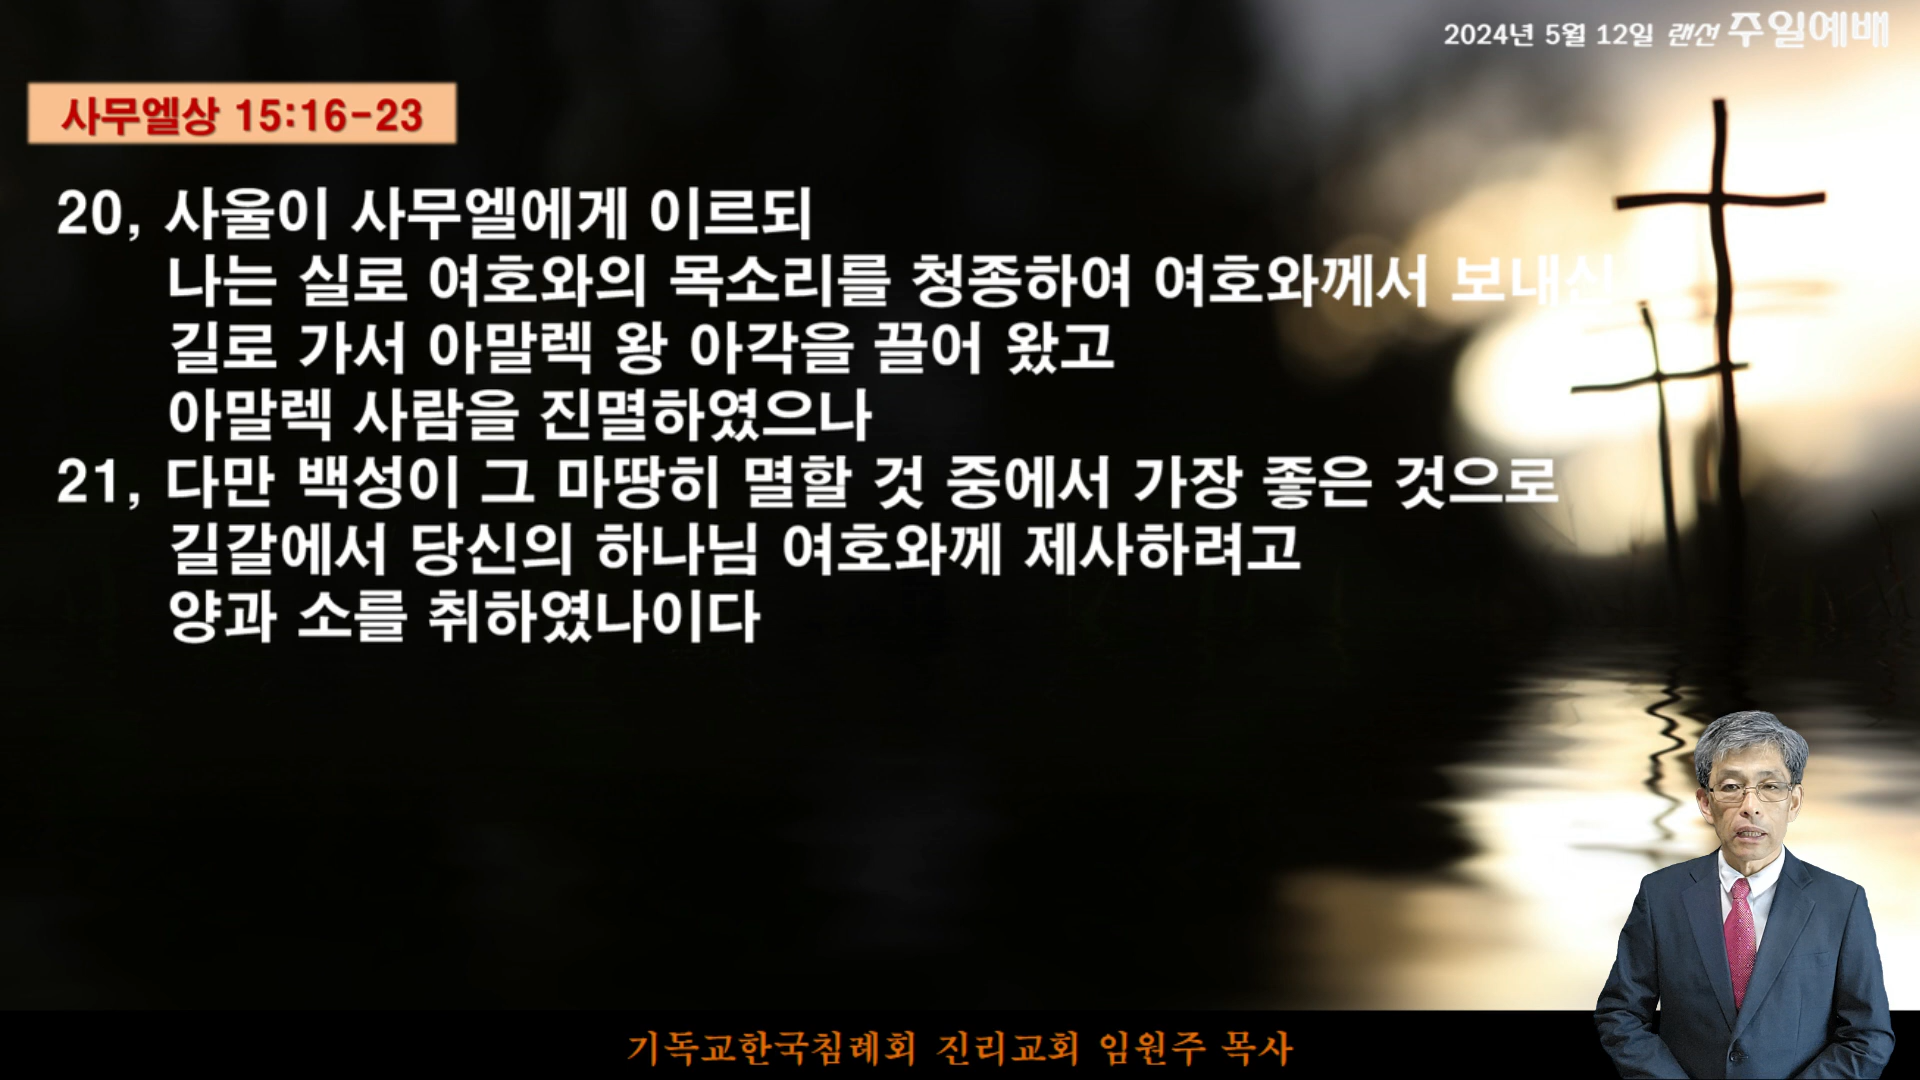 2024년 5월 12일 랜선 주일예배
사무엘상 15:16-23
20, 사울이 사무엘에게 이르되
나는 실로 여호와의 목소리를 청종하여 여호와께서 보내신
길로 가서 아말렉 왕 아각을 끌어 왔고
아말렉 사람을 진멸하였으나
21, 다만 백성이 그 마땅히 멸할 것 중에서 가장 좋은 것으로
길갈에서 당신의 하나님 여호와께 제사하려고
양과 소를 취하였나이다
기독교한국침례회 진리교회 임원주 목사